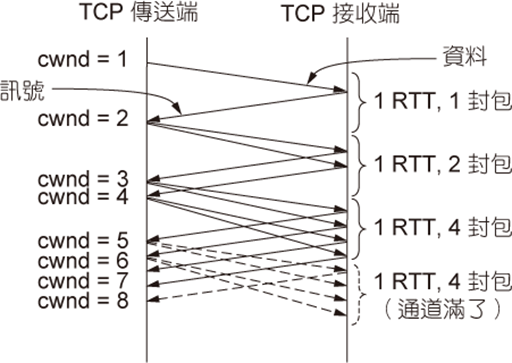 TCP 傳送端
TCP 接收端
cwnd = 1
資料
訊號
1 RTT, 1 封包
cwnd = 2
1 RTT, 2 封包
cwnd = 3
cwnd = 4
1 RTT, 4 封包
cwnd = 5
cwnd = 6
cwnd = 7
cwnd = 8
1 RTT, 4 封包
（通道滿了）